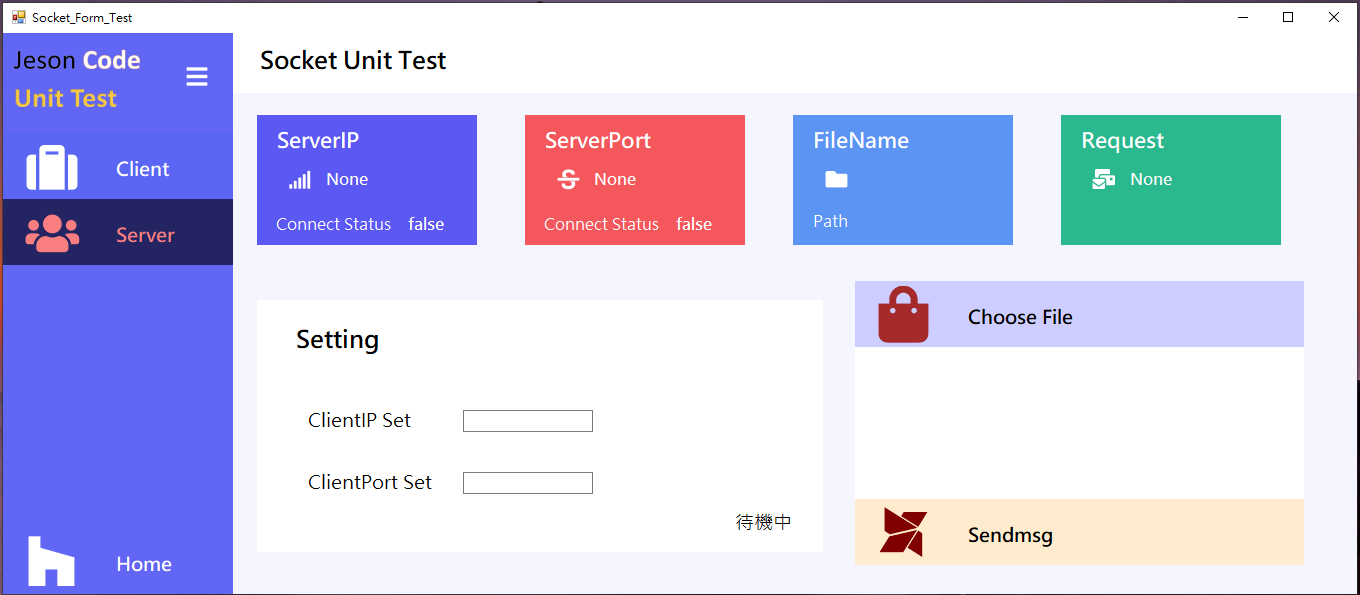 Socket_Form_Test
Jeson Code
Unit Test
Client
Server
Home
Socket Unit Test
ServerIP
None
Connect Status false
ServerPort
None
Connect Status false
FileName
Path
Request
None
Setting
ClientIP Set
ClientPort Set
待機中
Choose File
Sendmsg